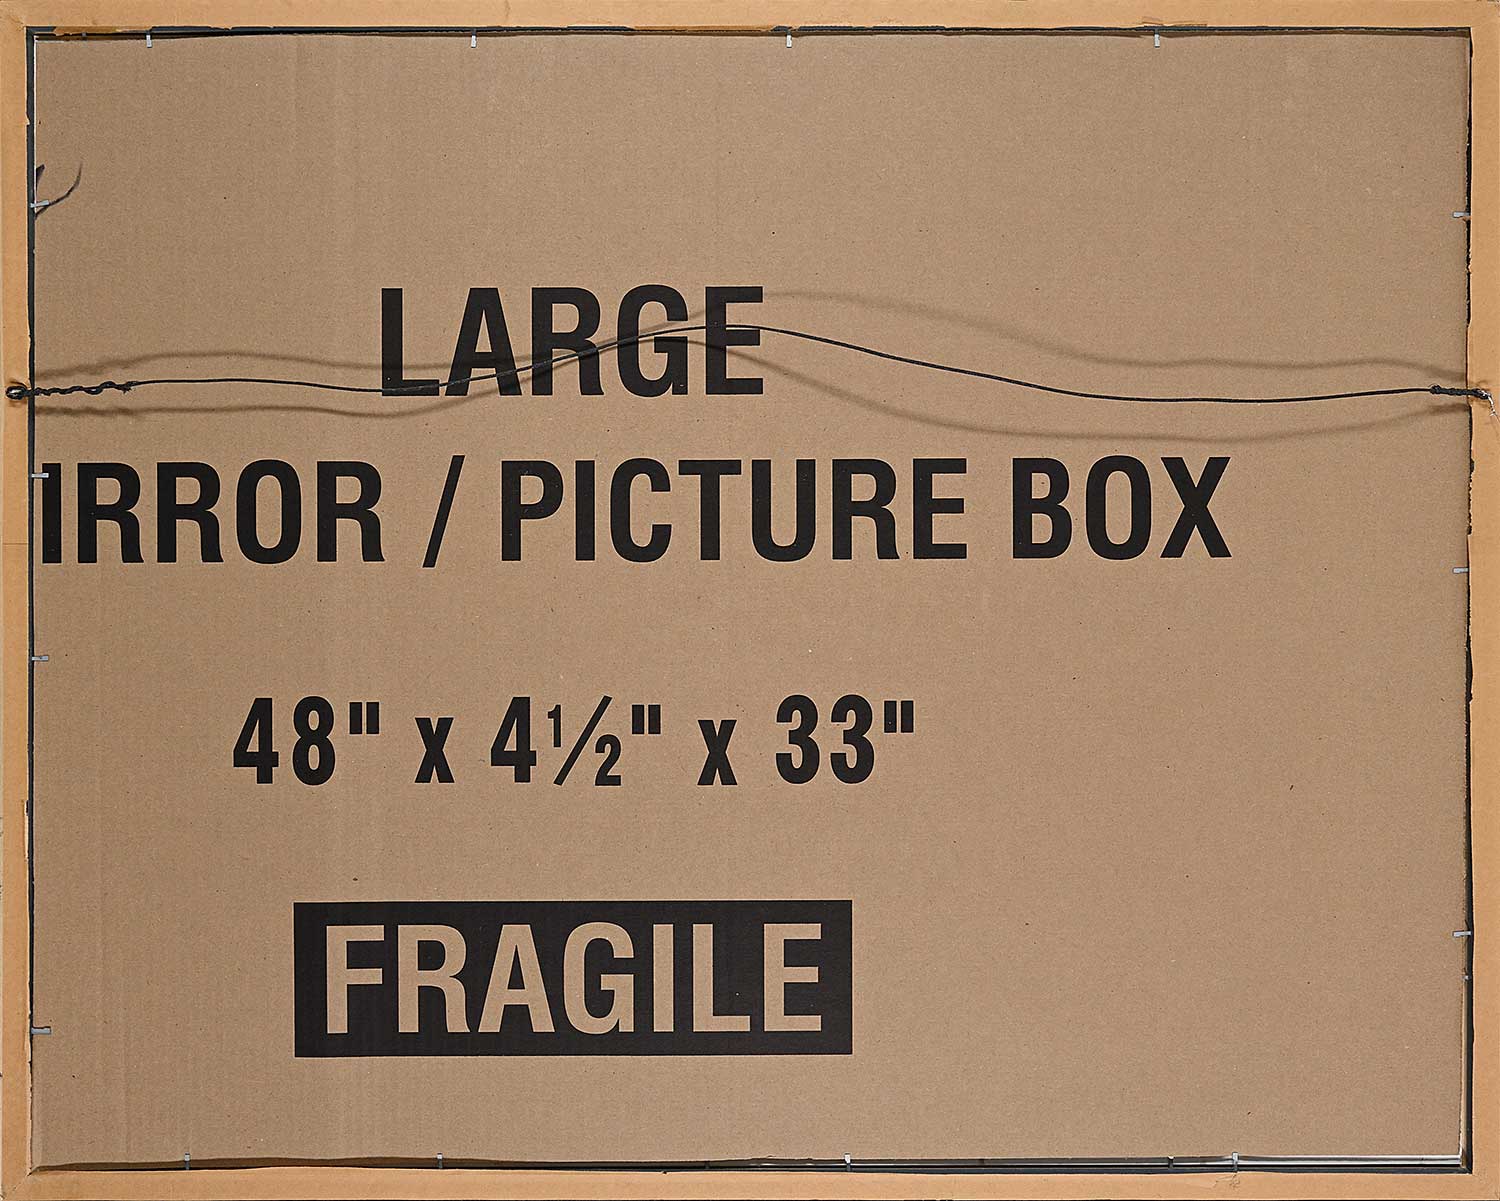 LARGE
IRROR / PICTURE BOX
48" x 4½" x 33"
FRAGILE